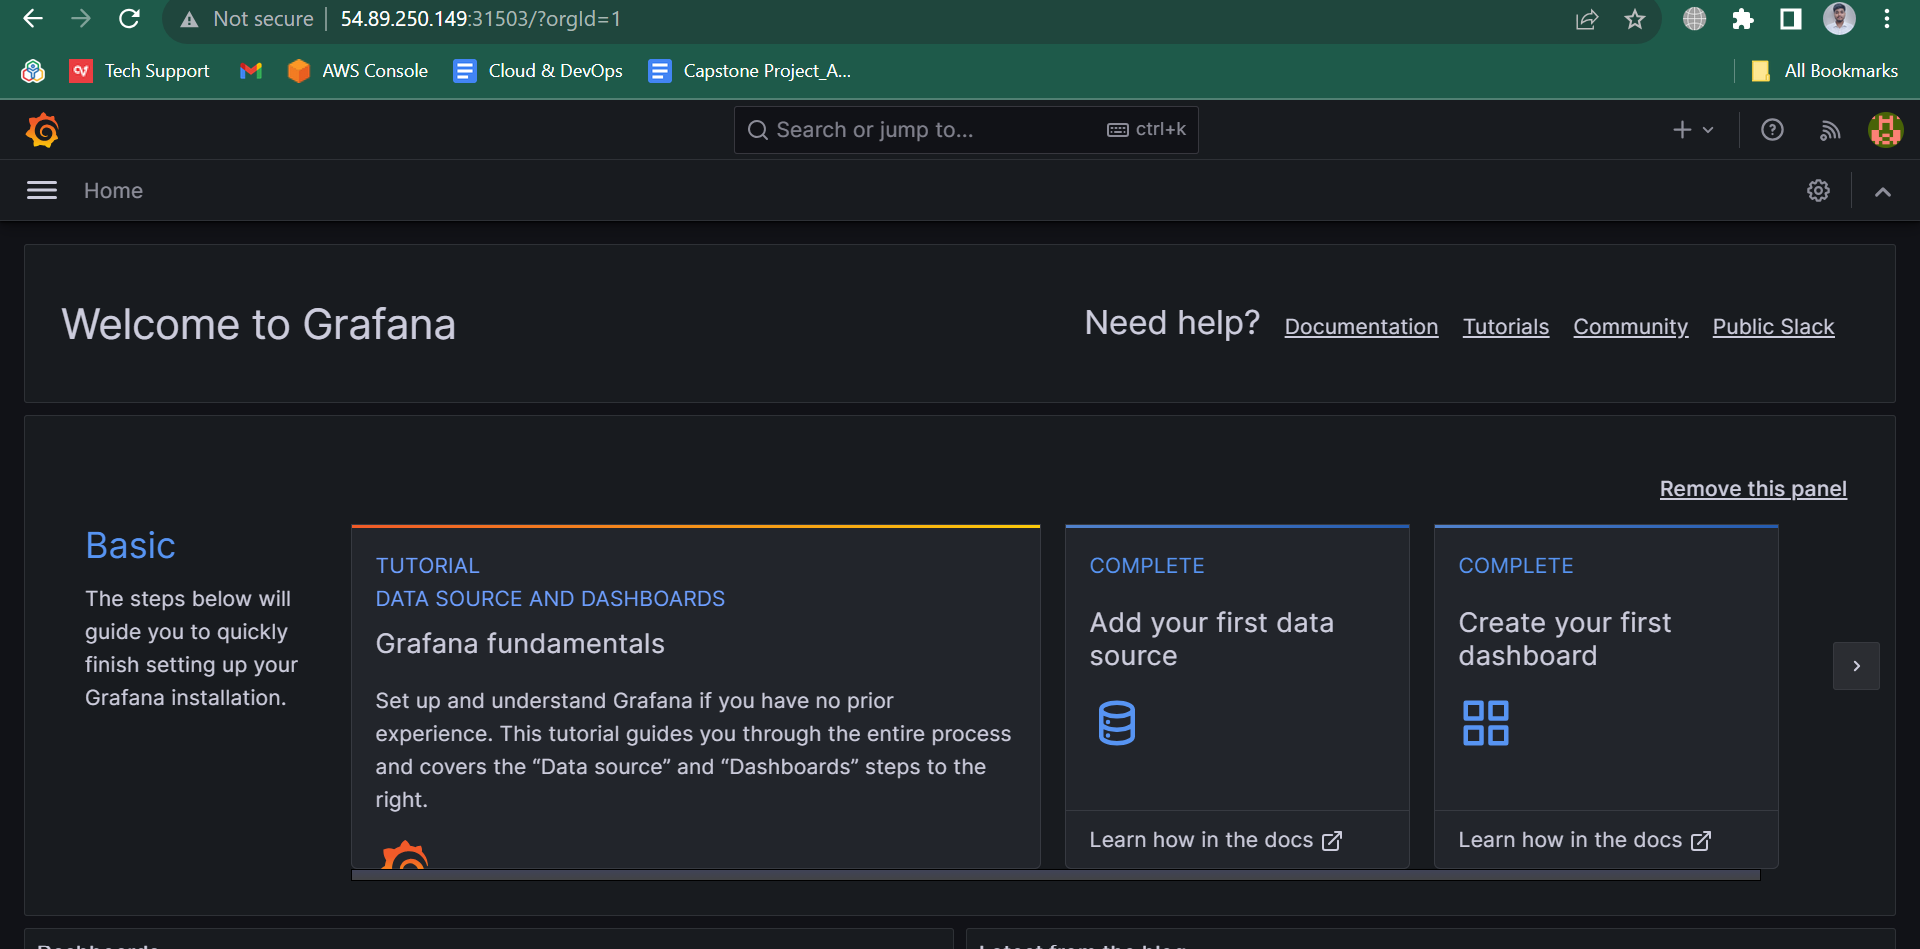 Not secure
54.89.250.149:31503/?orgId=1
Tech Support
AWS Console
Cloud & DevOps
Capstone Project_A...
All Bookmarks
Search or jump to...
ctrl+k
Home
Welcome to Grafana
Need help?
Documentation
Tutorials
Community
Public Slack
Remove this panel
Basic
The steps below will
guide you to quickly
finish setting up your
Grafana installation.
TUTORIAL
DATA SOURCE AND DASHBOARDS
Grafana fundamentals
Set up and understand Grafana if you have no prior
experience. This tutorial guides you through the entire process
and covers the “Data source” and “Dashboards” steps to the
right.
COMPLETE
Add your first data
source
Learn how in the docs
COMPLETE
Create your first
dashboard
Learn how in the docs
Dashboards
Latest from the blog